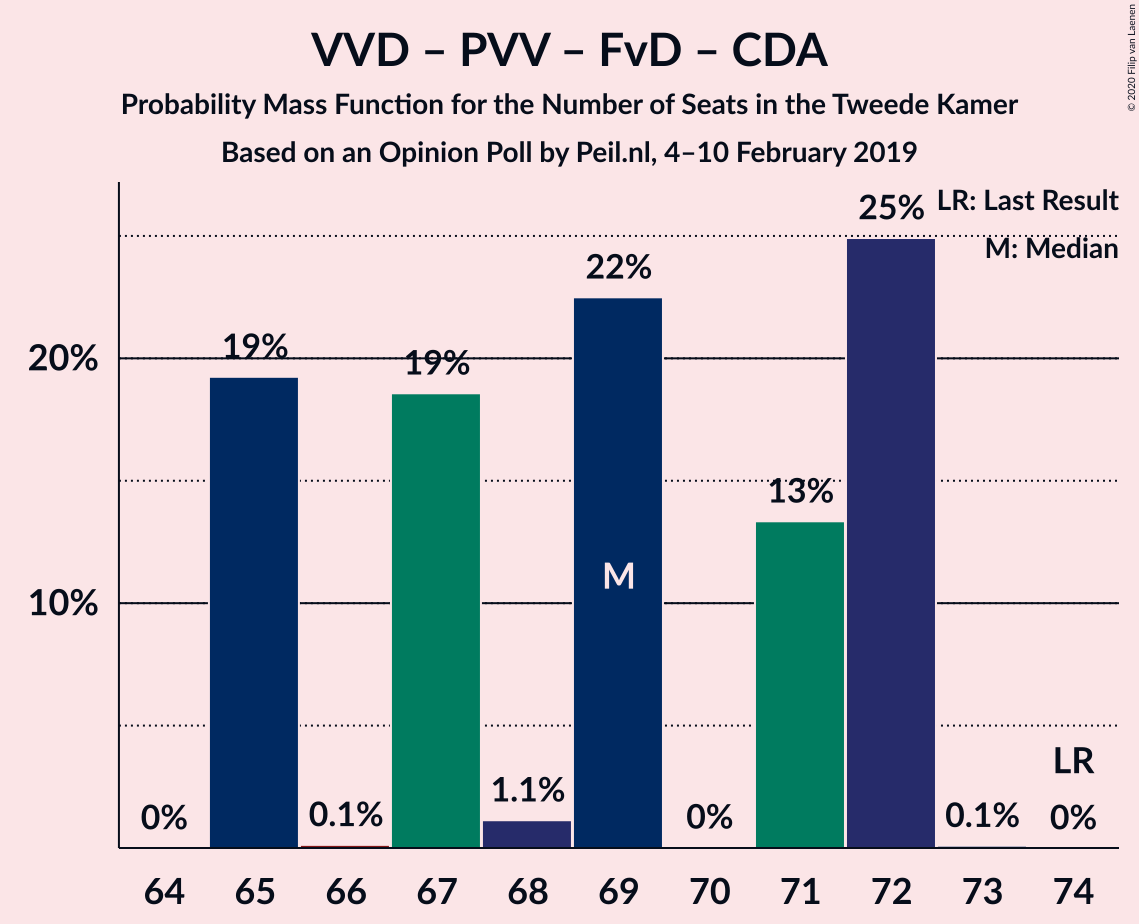 VVD – PVV – FvD – CDA
Probability Mass Function for the Number of Seats in the Tweede Kamer
Based on an Opinion Poll by Peil.nl, 4–10 February 2019
© 2020 Filip van Laenen
LR: Last Result
M: Median
25%
22%
19%
19%
20%
13%
M
10%
LR
1.1%
0%
0.1%
0%
0.1%
0%
64 65 66 67 68 69 70 71 72 73 74